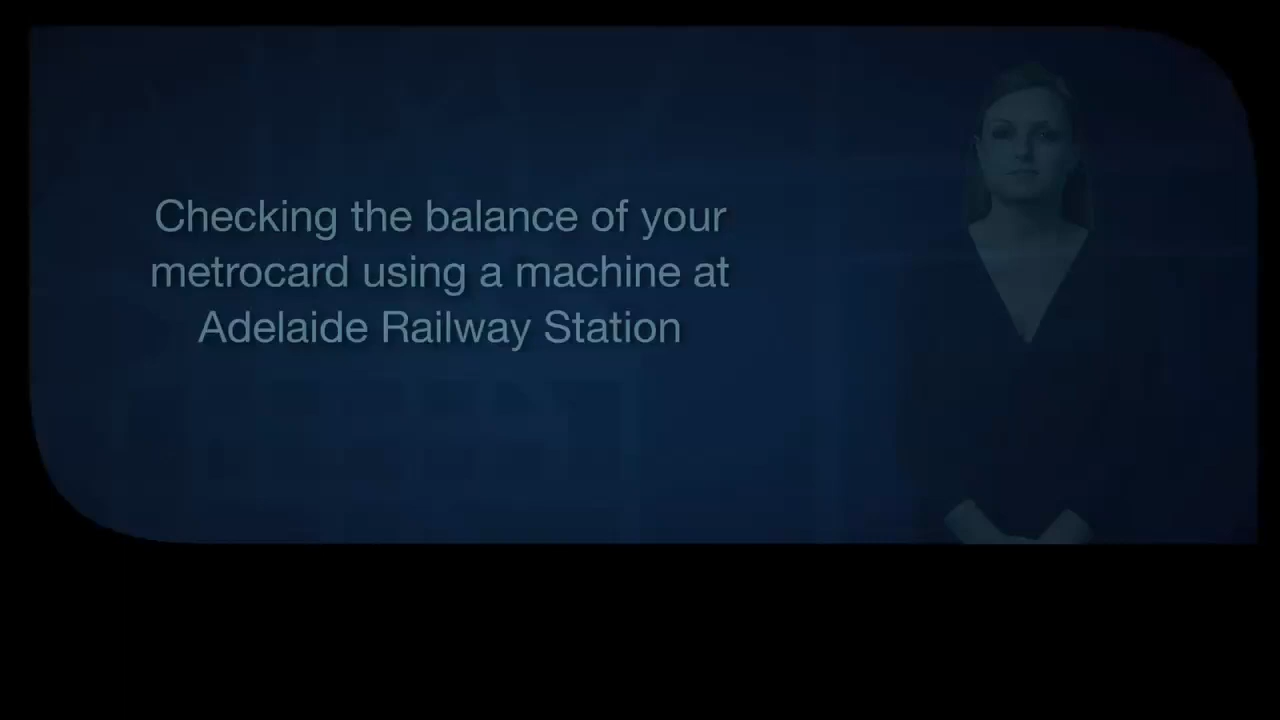 Checking the balance of your
metrocard using a machine at
Adelaide Railway Station